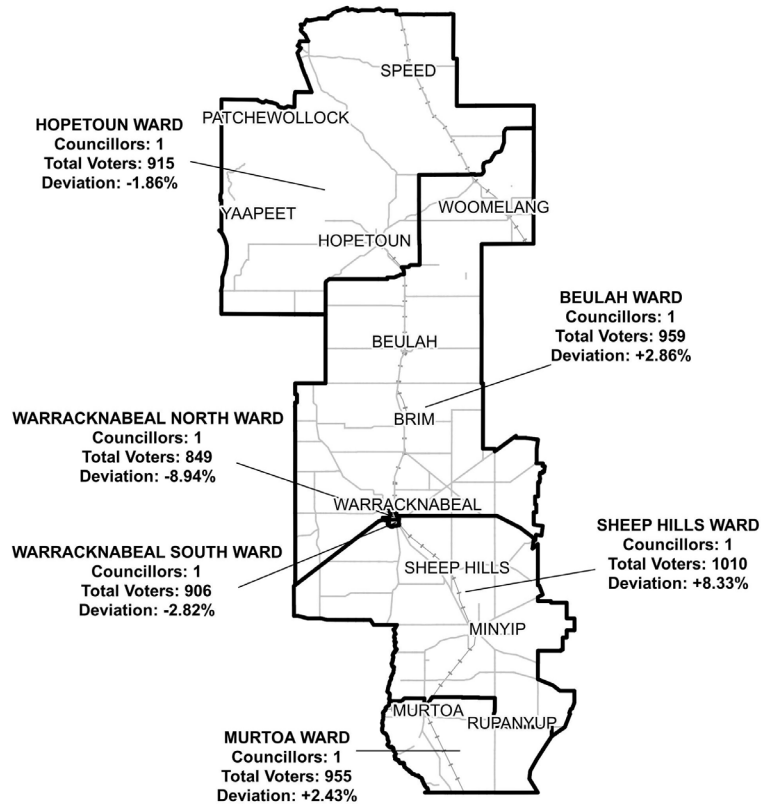 SPEED
PATCHEWOLLOCK
HOPETOUN WARD
Councillors: 1
Total Voters: 915
Deviation: -1.86%
YAAPEET
WOOMELANG
HOPETOUN
BEULAH WARD
Councillors: 1
Total Voters: 959
Deviation: +2.86%
BEULAH
BRIM
WARRACKNABEAL NORTH WARD
Councillors: 1
Total Voters: 849
Deviation: -8.94%
WARRACKNABEAL
SHEEP HILLS WARD
Councillors: 1
Total Voters: 1010
Deviation: +8.33%
WARRACKNABEAL SOUTH WARD
Councillors: 1
Total Voters: 906
Deviation: -2.82%
SHEEP HILLS
MINYIP
MURTOA
RUPANYUP
MURTOA WARD
Councillors: 1
Total Voters: 955
Deviation: +2.43%